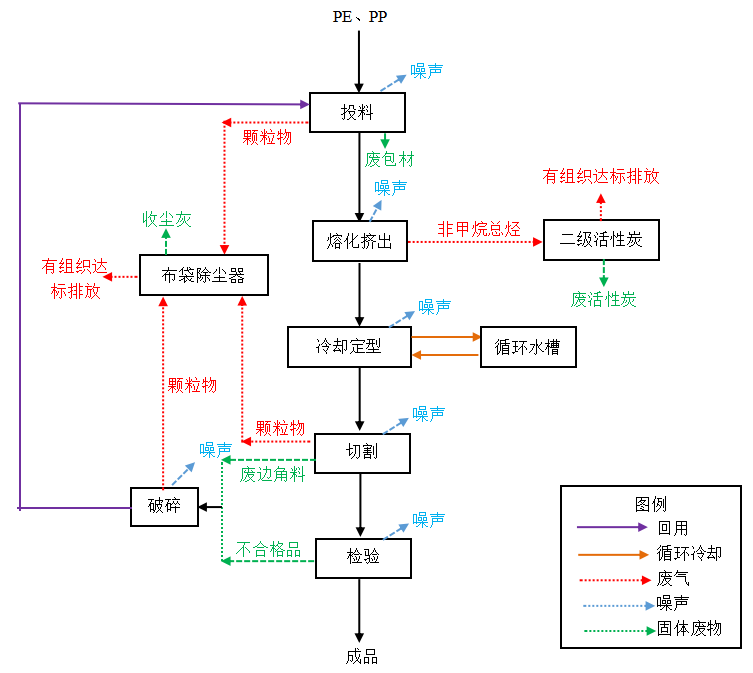 PE、PP
噪声
投料
颗粒物
废包材
噪声
有组织达标排放
收尘灰
熔化挤出
非甲烷总烃
二级活性炭
有组织达
标排放
布袋除尘器
废活性炭
噪声
冷却定型
循环水槽
颗粒物
噪声
颗粒物
切割
噪声
废边角料
破碎
噪声
不合格品
检验
成品
图例
回用
循环冷却
废气
噪声
固体废物